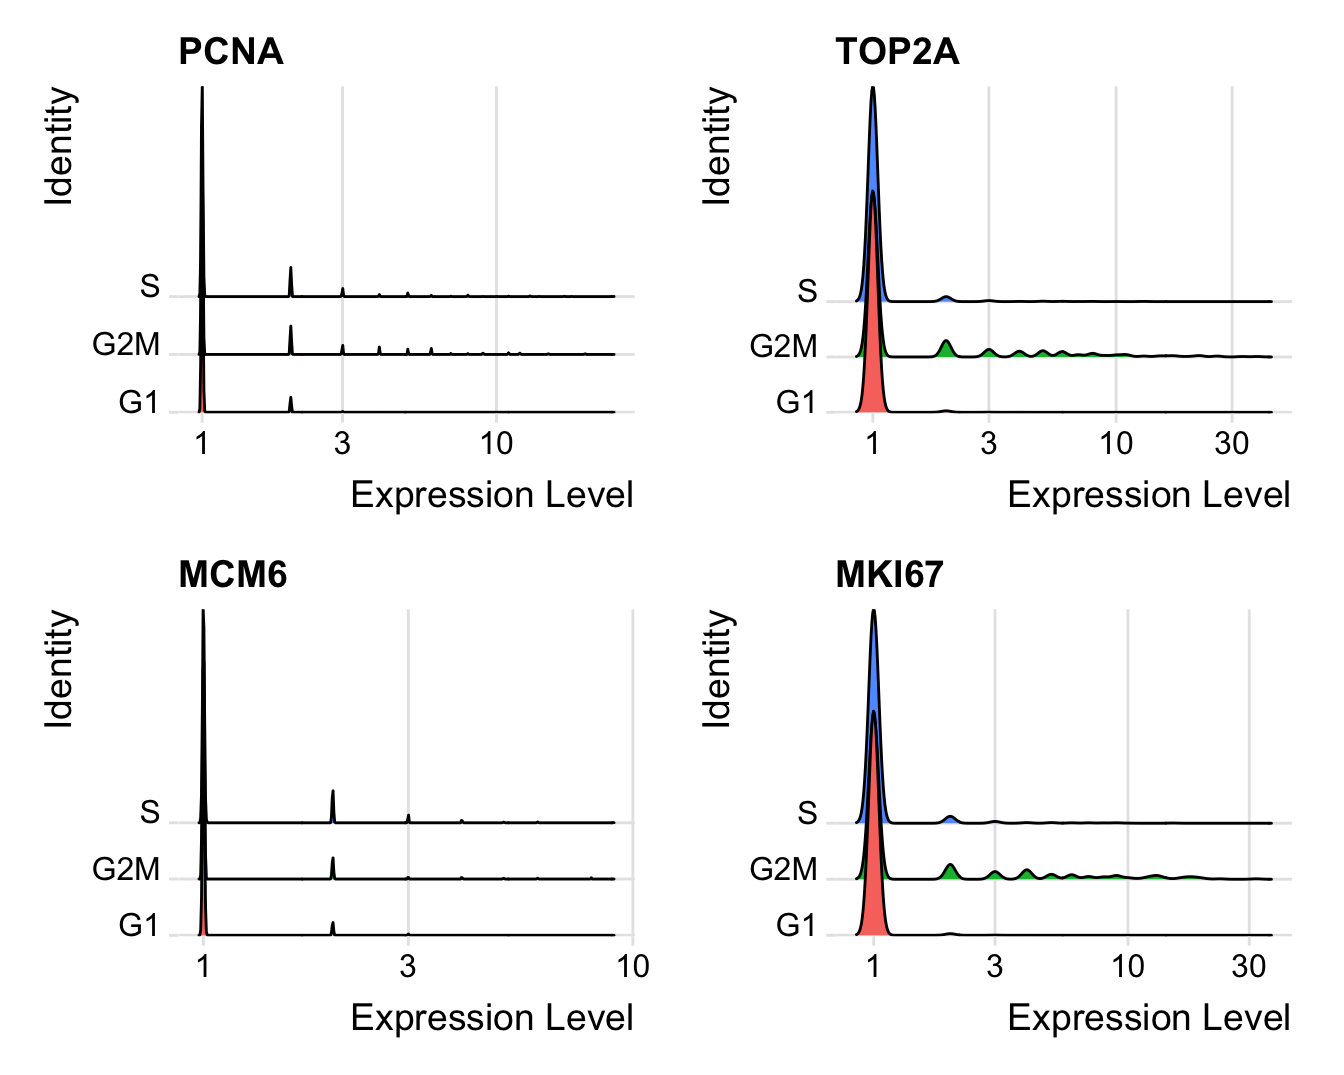 PCNA
Identity
S
G2M
G1
1 3 10
Expression Level
TOP2A
Identity
S
G2M
G1
1 3 10 30
Expression Level
MCM6
Identity
S
G2M
G1
1 3 10
Expression Level
MKI67
Identity
S
G2M
G1
1 3 10 30
Expression Level